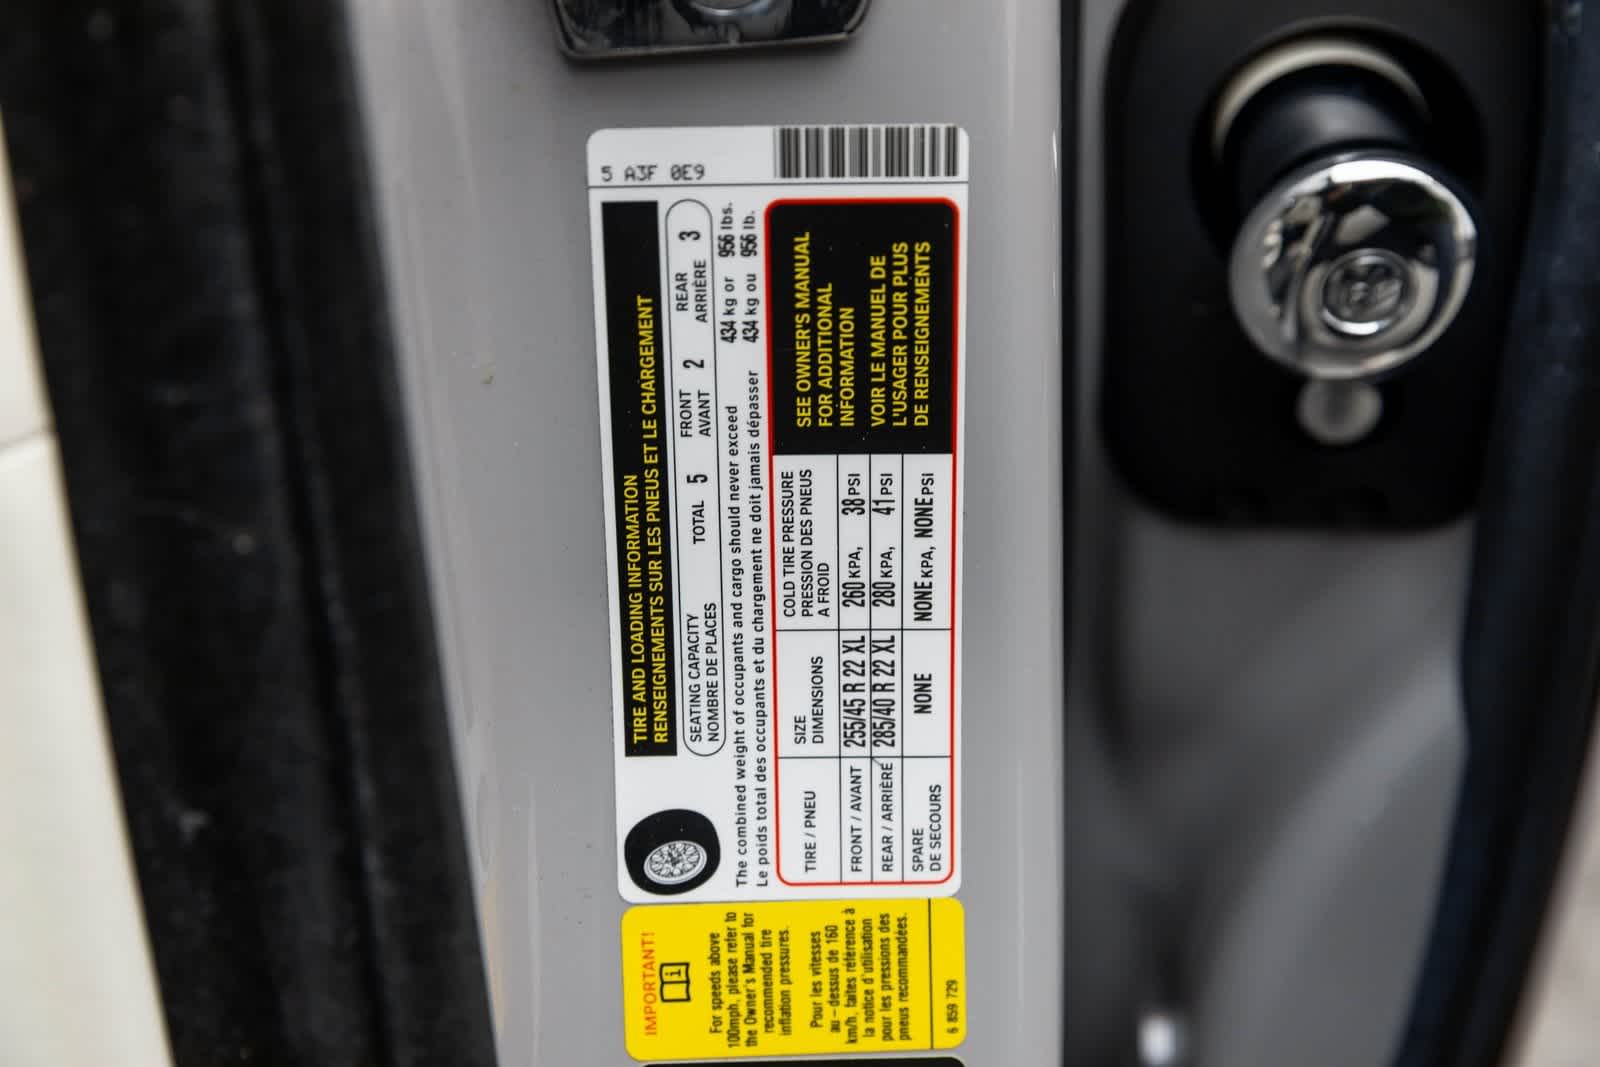 5 A3F 0E9
TIRE AND LOADING INFORMATION
RENSEIGNEMENTS SUR LES PNEUS ET LE CHARGEMENT
SEATING CAPACITY
NOMBRE DE PLACES
TOTAL 5
FRONT
AVANT 2
REAR
ARRIÈRE 3
The combined weight of occupants and cargo should never exceed 434 kg or 956 lbs.
Le poids total des occupants et du chargement ne doit jamais dépasser 434 kg ou 956 lb.
TIRE / PNEU
SIZE
DIMENSIONS
COLD TIRE PRESSURE
PRESSION DES PNEUS
A FROID
FRONT / AVANT 255/45 R 22 XL 260 KPA, 38 PSI
REAR / ARRIÈRE 285/40 R 22 XL 280 KPA, 41 PSI
SPARE
DE SECOURS NONE NONE KPA, NONE PSI
SEE OWNER'S MANUAL
FOR ADDITIONAL
INFORMATION
VOIR LE MANUEL DE
L'USAGER POUR PLUS
DE RENSEIGNEMENTS
IMPORTANT!
For speeds above
100mph, please refer to
the Owner's Manual for
recommended tire
inflation pressures.
Pour les vitesses
au-dessus de 160
km/h, faites référence à
la notice d'utilisation
pour les pressions des
pneus recommandées.
6 859 729